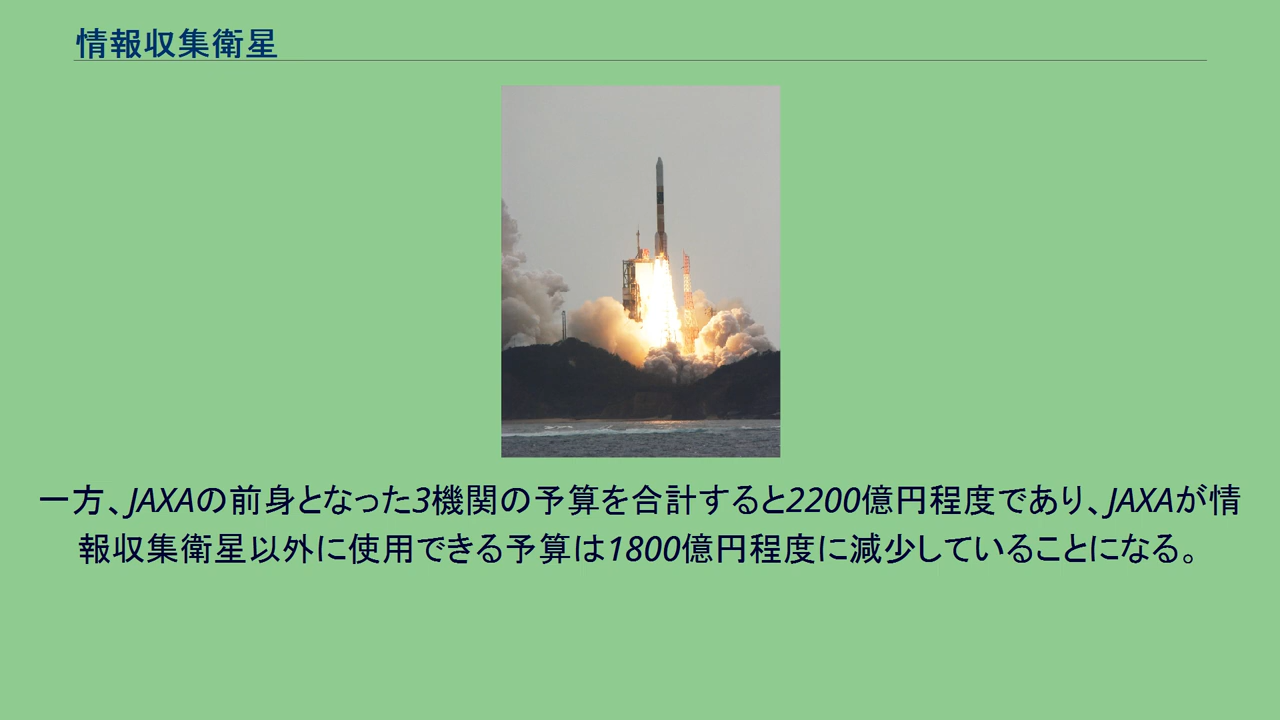 情報収集衛星
一方、JAXAの前身となった3機関の予算を合計すると2200億円程度であり、JAXAが情
報収集衛星以外に使用できる予算は1800億円程度に減少していることになる。